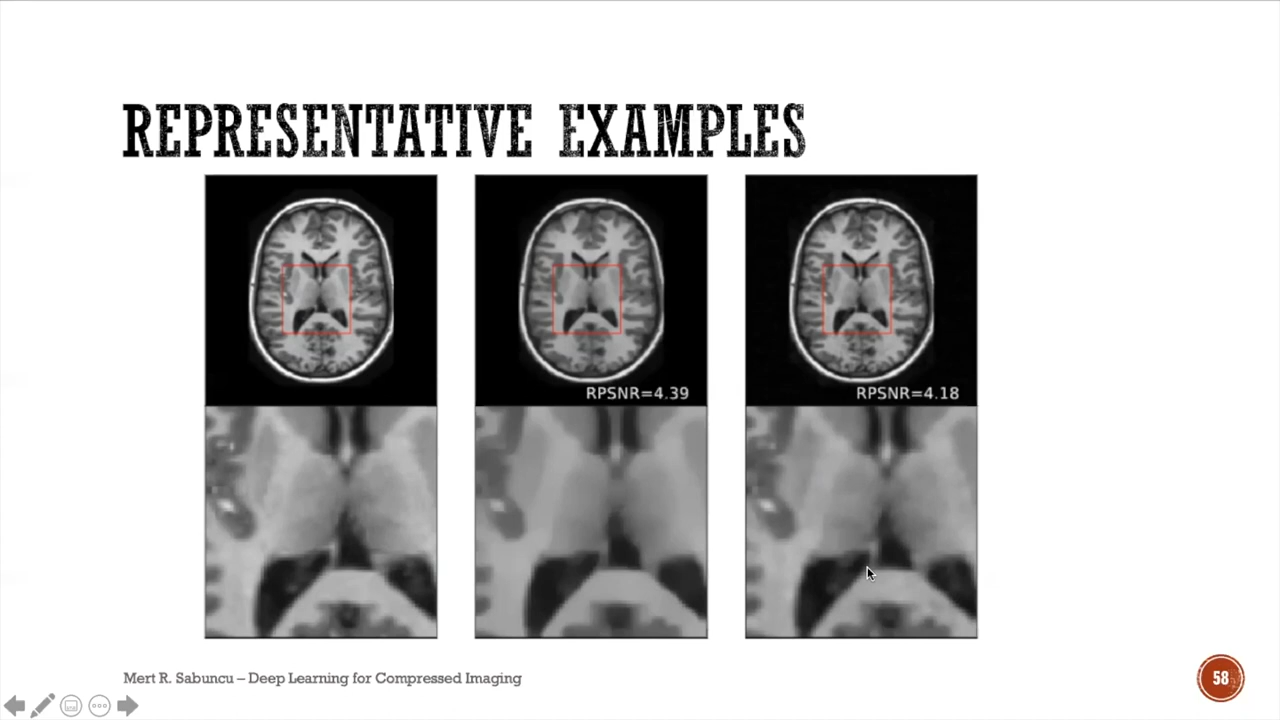 REPRESENTATIVE EXAMPLES
RPSNR=4.39
RPSNR=4.18
Mert R. Sabuncu – Deep Learning for Compressed Imaging
58